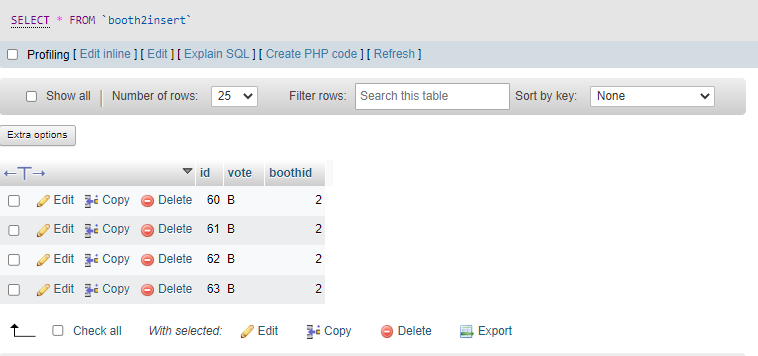 SELECT * FROM `booth2insert`
Profiling [ Edit inline ] [ Edit ] [ Explain SQL ] [ Create PHP code ] [ Refresh ]
Show all Number of rows: 25 Filter rows: Search this table Sort by key: None
Extra options
←T→ id vote boothid
Edit Copy Delete 60 B 2
Edit Copy Delete 61 B 2
Edit Copy Delete 62 B 2
Edit Copy Delete 63 B 2
Check all With selected: Edit Copy Delete Export